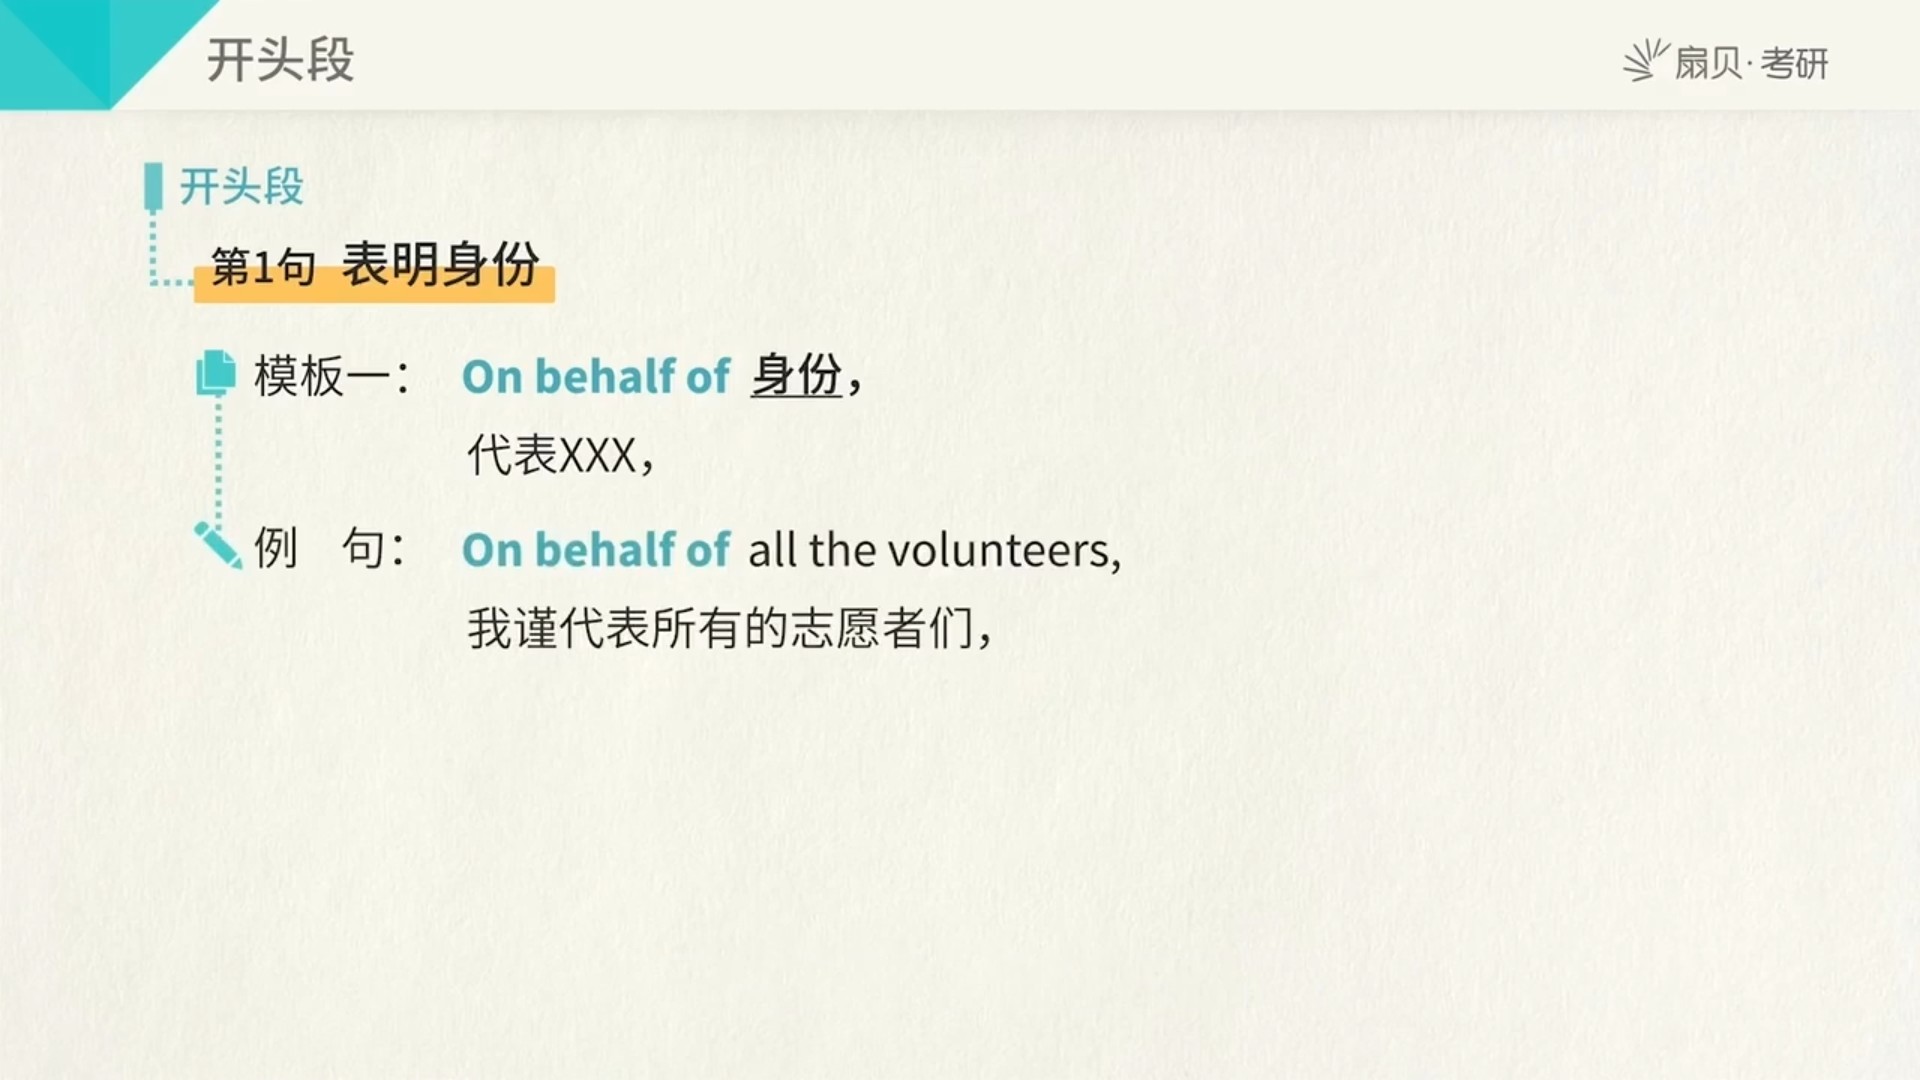 开头段
扇贝·考研
开头段
第1句 表明身份
模板一： On behalf of 身份，
代表XXX，
例 句： On behalf of all the volunteers,
我谨代表所有的志愿者们，